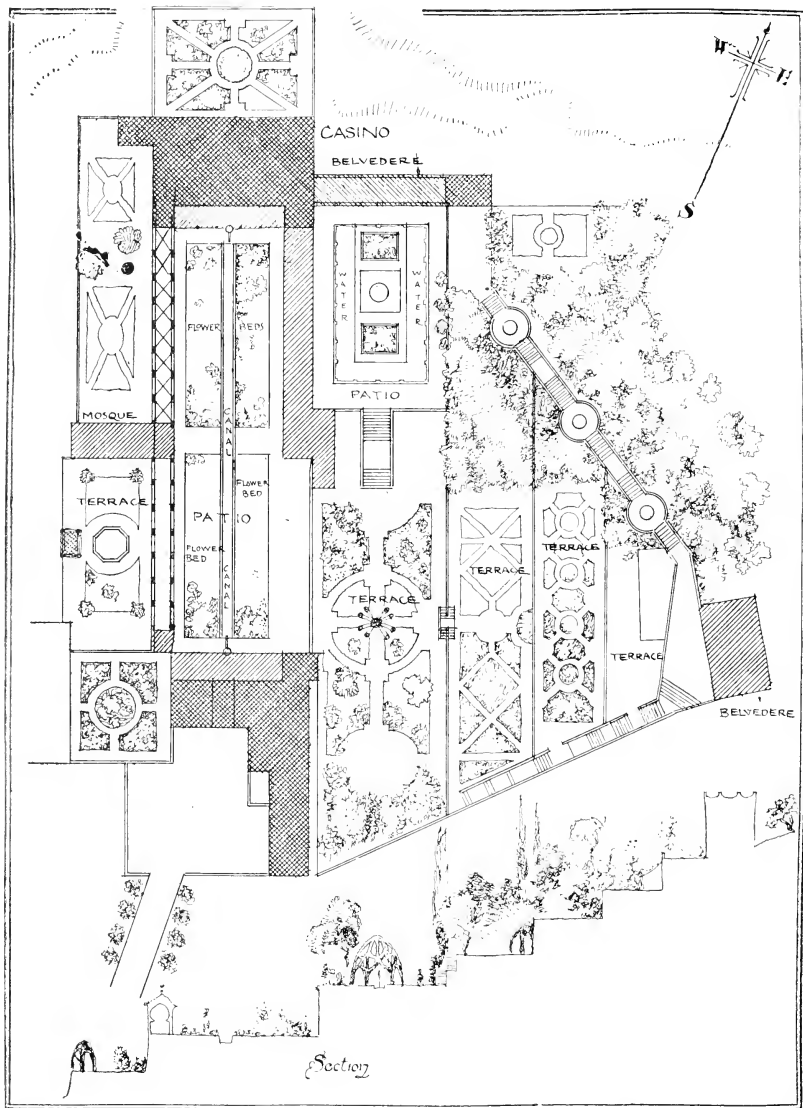 W
E
S
CASINO
BELVEDERE
WATER
WATER
FLOWER BEDS
PATIO
MOSQUE
CANAL
FLOWER
BED
TERRACE
PATIO
FLOWER
BED
CANAL
TERRACE
TERRACE
TERRACE
TERRACE
BELVEDERE
Section